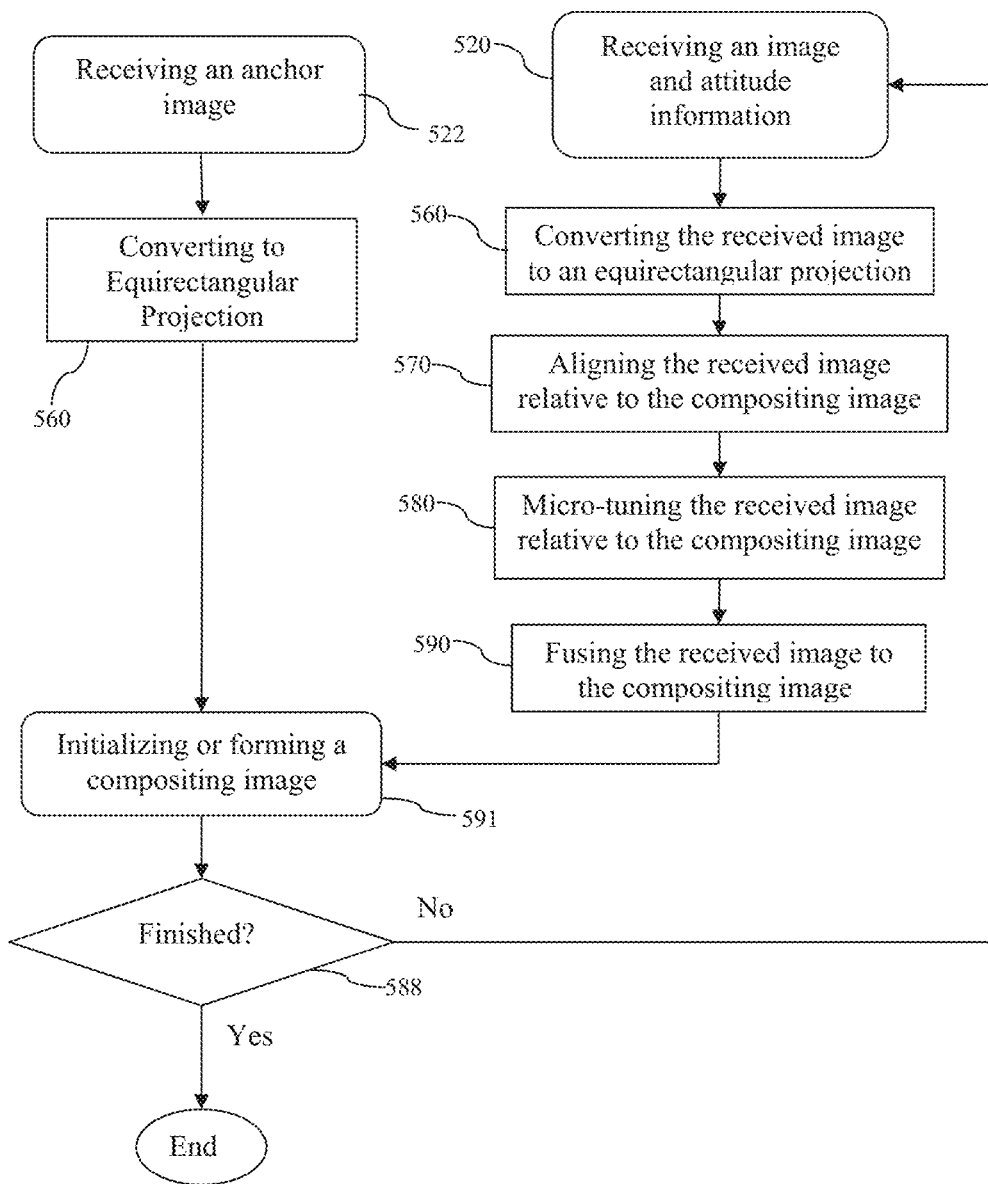 Receiving an anchor
image
522
Converting to
Equirectangular
Projection
560
520
Receiving an image
and attitude
information
560
Converting the received image
to an equirectangular projection
570
Aligning the received image
relative to the compositing image
580
Micro-tuning the received image
relative to the compositing image
590
Fusing the received image to
the compositing image
Initializing or forming a
compositing image
591
Finished?
588
No
Yes
End